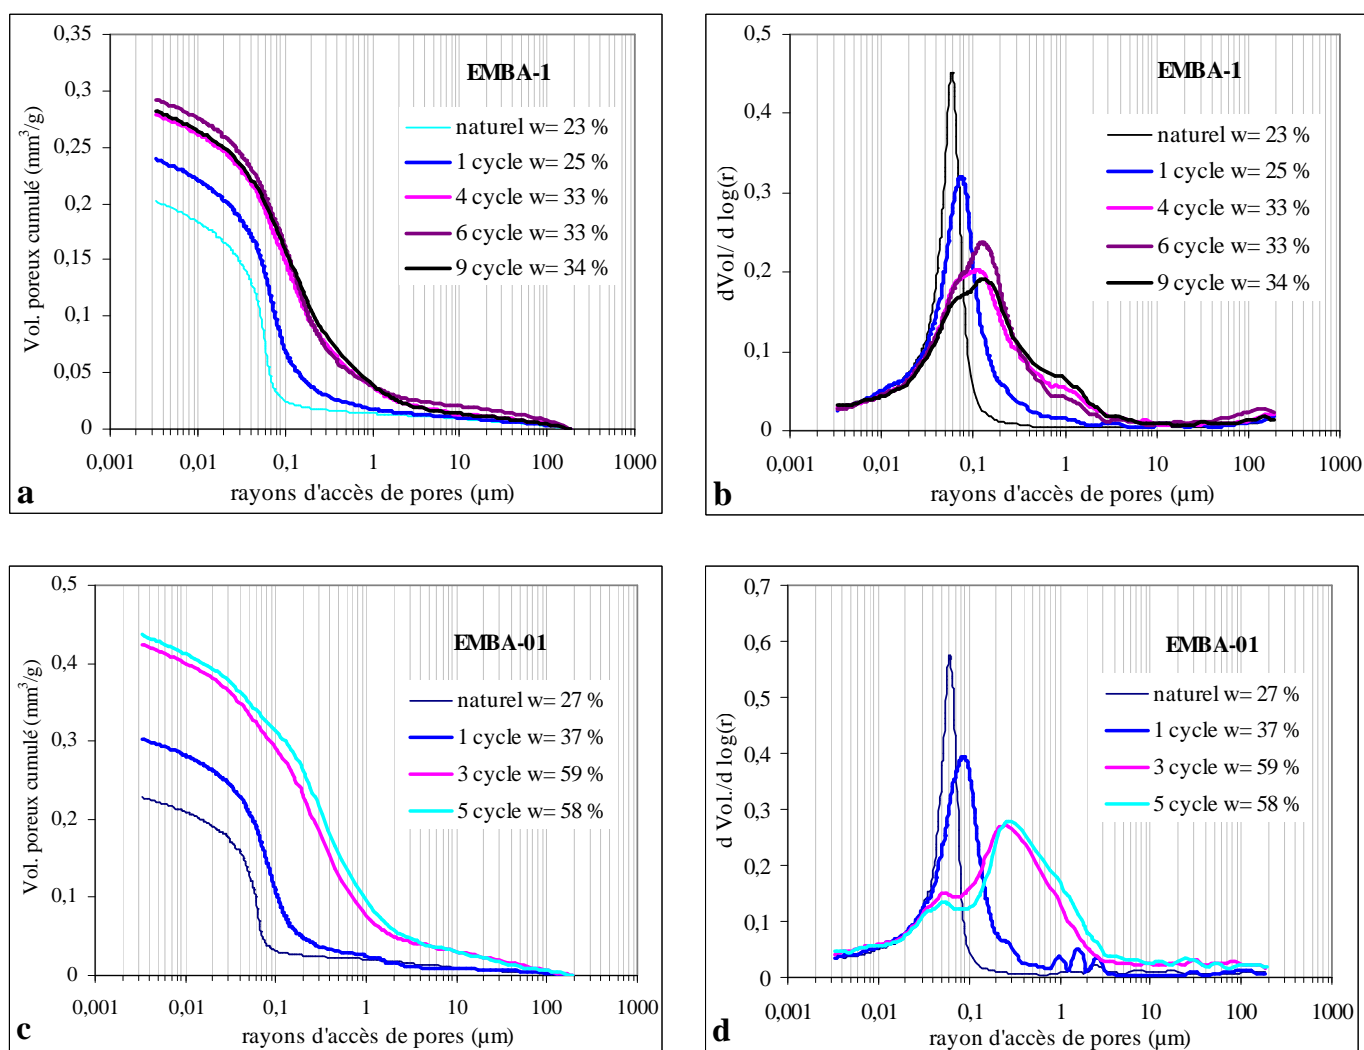 0,35
0,3
0,25
0,2
0,15
0,1
0,05
0
Vol. poreux cumulé (mm³/g)
EMBA-1
naturel w= 23 %
1 cycle w= 25 %
4 cycle w= 33 %
6 cycle w= 33 %
9 cycle w= 34 %
0,001 0,01 0,1 1 10 100 1000
rayons d'accès de pores (µm)
a
0,5
0,4
0,3
0,2
0,1
0
dVol/ d log(r)
EMBA-1
naturel w= 23 %
1 cycle w= 25 %
4 cycle w= 33 %
6 cycle w= 33 %
9 cycle w= 34 %
0,001 0,01 0,1 1 10 100 1000
rayons d'accès de pores (µm)
b
0,5
0,4
0,3
0,2
0,1
0
Vol. poreux cumulé (mm³/g)
EMBA-01
naturel w= 27 %
1 cycle w= 37 %
3 cycle w= 59 %
5 cycle w= 58 %
0,001 0,01 0,1 1 10 100 1000
rayons d'accès de pores (µm)
c
0,7
0,6
0,5
0,4
0,3
0,2
0,1
0
d Vol./d log(r)
EMBA-01
naturel w= 27 %
1 cycle w= 37 %
3 cycle w= 59 %
5 cycle w= 58 %
0,001 0,01 0,1 1 10 100 1000
rayon d'accès de pores (µm)
d